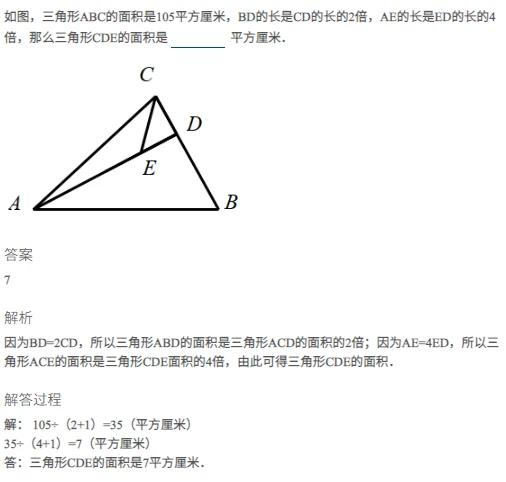 如图，三角形ABC的面积是105平方厘米，BD的长是CD的长的2倍，AE的长是ED的长的4
倍，那么三角形CDE的面积是________ 平方厘米．
C
D
E
A
B
答案
7
解析
因为BD=2CD，所以三角形ABD的面积是三角形ACD的面积的2倍；因为AE=4ED，所以三
角形ACE的面积是三角形CDE面积的4倍，由此可得三角形CDE的面积．
解答过程
解： 105÷（2+1）=35（平方厘米）
35÷（4+1）=7（平方厘米）
答：三角形CDE的面积是7平方厘米．